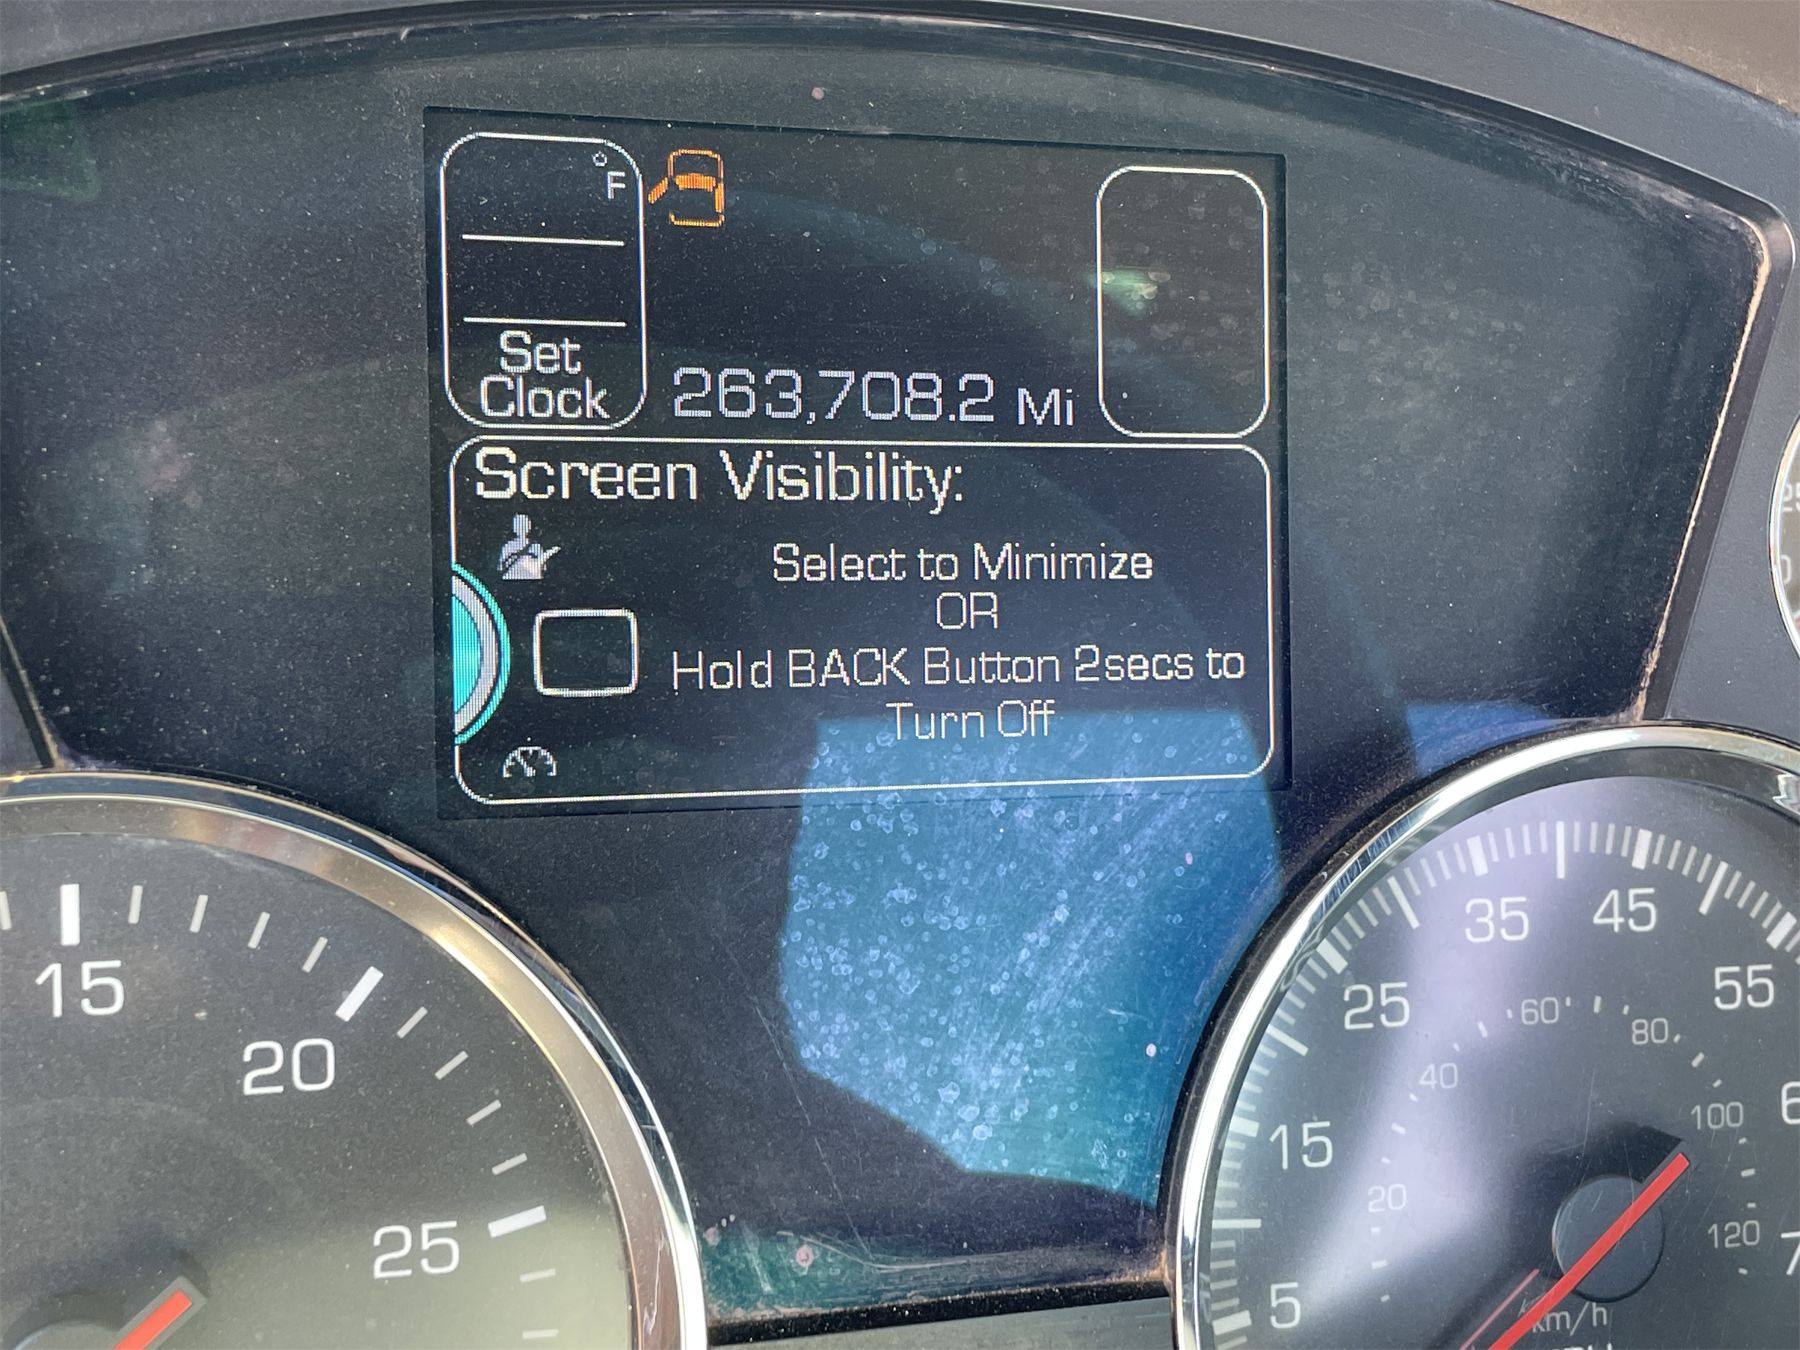 °F
Set
Clock
263,708.2 Mi
Screen Visibility:
Select to Minimize
OR
Hold BACK Button 2secs to
Turn Off
15
20
25
5
15
25
35
45
55
20
40
60
80
100
120
km/h